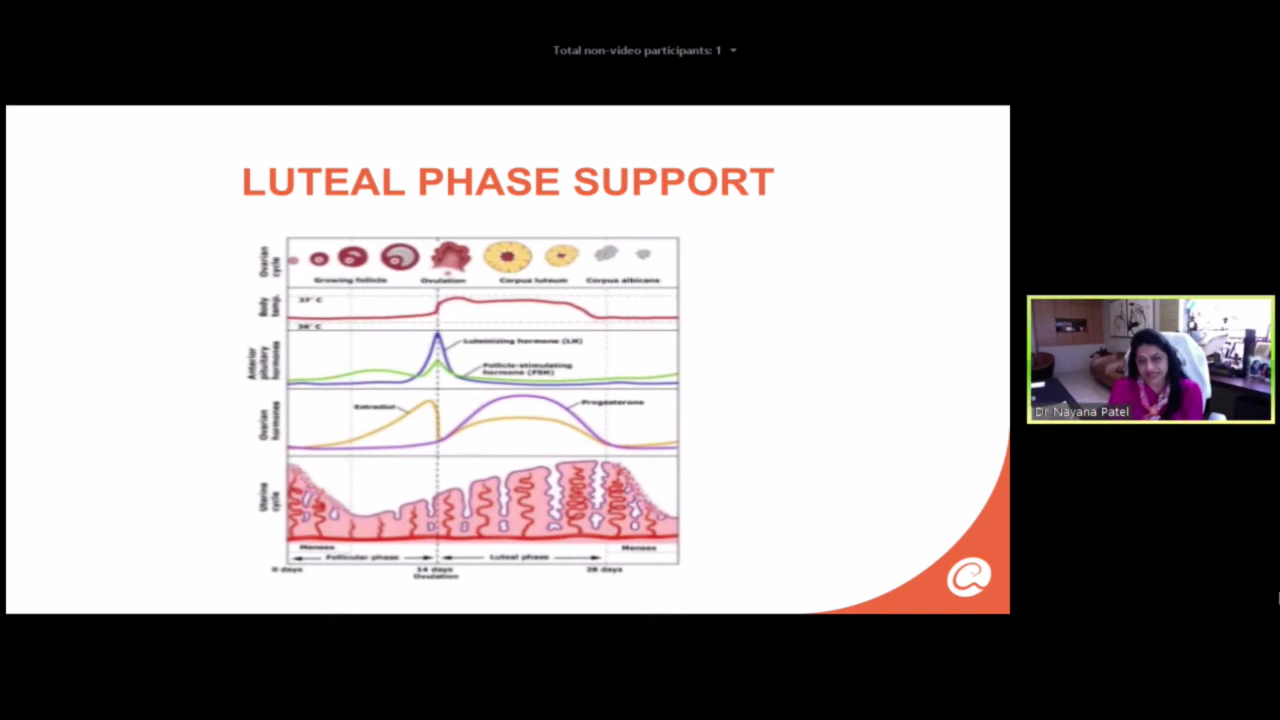 Total non-video participants: 1
LUTEAL PHASE SUPPORT
Ovarian
cycle
Growing follicle
Ovulation
Corpus luteum
Corpus albicans
Body
temp.
37° C
36° C
Anterior
pituitary
hormones
Luteinizing hormone (LH)
Follicle-stimulating
hormone (FSH)
Ovarian
hormones
Estradiol
Progesterone
Uterine
cycle
Menses
Menses
Follicular phase
Luteal phase
0 days
14 days
28 days
Ovulation
Dr Nayana Patel